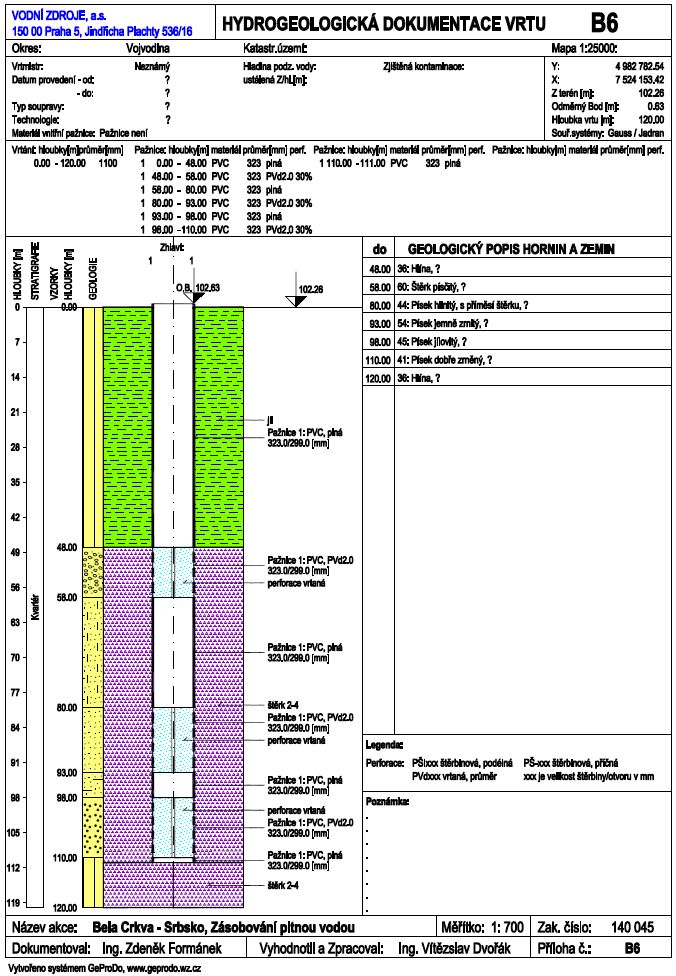 VODNÍ ZDROJE, a.s.
150 00 Praha 5, Jindřicha Plachty 536/16
HYDROGEOLOGICKÁ DOKUMENTACE VRTU B6
Okres: Vojvodina Katastr.území: Mapa 1:25000:
Vrtmistr: Neznámý Hladina podz. vody: Zjištěná kontaminace: Y: 4 982 782.54
Datum provedení - od: ? ustálená Z/hl.[m]: X: 7 524 153.42
- do: ? Z terén [m]: 102.26
Typ soupravy: ? Odměrný Bod [m]: 0.63
Technologie: ? Hloubka vrtu [m]: 120.00
Materiál vnitřní pažnice: Pažnice není Souř.systémy: Gauss / Jadran
Vrtání: hloubky[m]průměr[mm] Pažnice: hloubky[m] materiál průměr[mm] perf. Pažnice: hloubky[m] materiál průměr[mm] perf. Pažnice: hloubky[m] materiál průměr[mm] perf.
0.00 - 120.00 1100 1 0.00 - 48.00 PVC 323 plná 1 110.00 -111.00 PVC 323 plná
1 48.00 - 58.00 PVC 323 PVd2.0 30%
1 58.00 - 80.00 PVC 323 plná
1 80.00 - 93.00 PVC 323 PVd2.0 30%
1 93.00 - 98.00 PVC 323 plná
1 98.00 -110.00 PVC 323 PVd2.0 30%
HLOUBKY [m]
STRATIGRAFIE
VZORKY
HLOUBKY [m]
GEOLOGIE
Zhlaví:
1 1
O.B. 102.63
102.26
0
7
14
21
28
35
42
49
56
63
70
77
84
91
98
105
112
119
Kvartér
0.00
48.00
58.00
80.00
93.00
98.00
110.00
120.00
jíl
Pažnice 1: PVC, plná
323.0/299.0 [mm]
Pažnice 1: PVC, PVd2.0
323.0/299.0 [mm]
perforace vrtaná
Pažnice 1: PVC, plná
323.0/299.0 [mm]
štěrk 2-4
Pažnice 1: PVC, PVd2.0
323.0/299.0 [mm]
perforace vrtaná
Pažnice 1: PVC, plná
323.0/299.0 [mm]
perforace vrtaná
Pažnice 1: PVC, PVd2.0
323.0/299.0 [mm]
Pažnice 1: PVC, plná
323.0/299.0 [mm]
štěrk 2-4
do GEOLOGICKÝ POPIS HORNIN A ZEMIN
48.00 36: Hlína, ?
58.00 60: Štěrk písčitý, ?
80.00 44: Písek hlinitý, s příměsí štěrku, ?
93.00 54: Písek jemně zrnitý, ?
98.00 45: Písek jílovitý, ?
110.00 41: Písek dobře zrněný, ?
120.00 36: Hlína, ?
Legenda:
Perforace: PŠIxxx štěrbinová, podélná PŠ-xxx štěrbinová, příčná
PVdxxx vrtaná, průměr xxx je velikost štěrbiny/otvoru v mm
Poznámka:
.
.
.
.
.
.
.
.
Název akce: Bela Crkva - Srbsko, Zásobování pitnou vodou Měřítko: 1: 700 Zak. číslo: 140 045
Dokumentoval: Ing. Zdeněk Formánek Vyhodnotil a Zpracoval: Ing. Vítězslav Dvořák Příloha č.: B6
Vytvořeno systémem GeProDo, www.geprodo.wz.cz